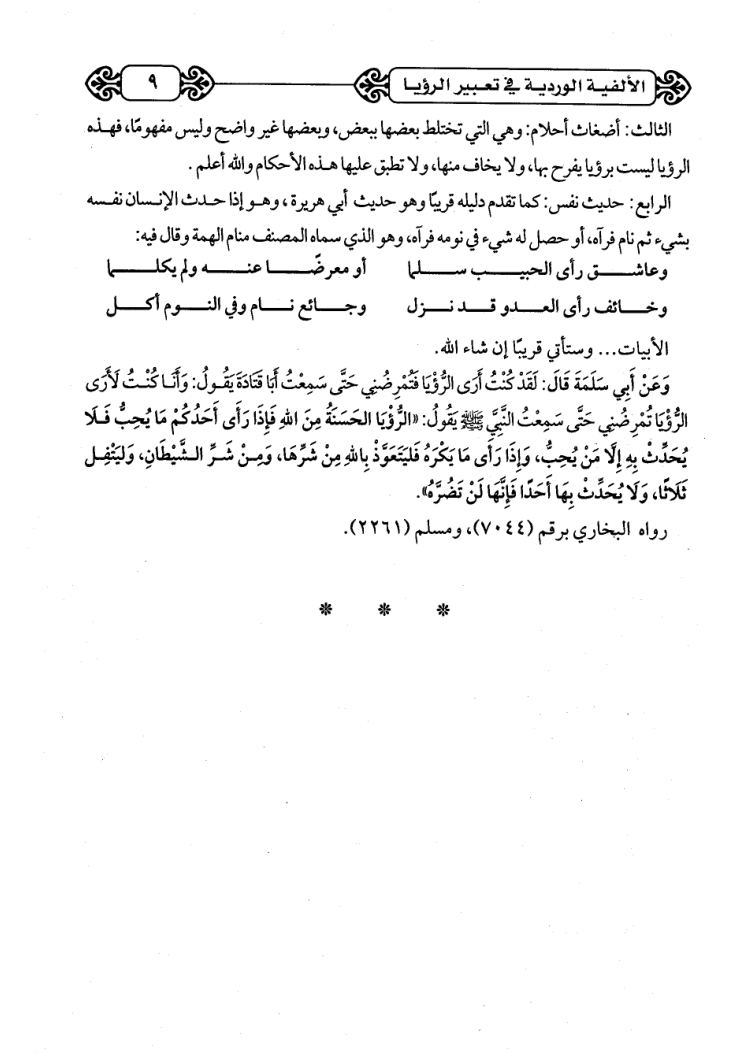 الألفية الوردية في تعبير الرؤيا
٩
الثالث: أضغاث أحلام: وهي التي تختلط بعضها ببعض، وبعضها غير واضح وليس مفهومًا، فهذه
الرؤيا ليست برؤيا يفرح بها، ولا يخاف منها، ولا تطبق عليها هذه الأحكام والله أعلم .
الرابع: حديث نفس: كما تقدم دليله قريبًا وهو حديث أبي هريرة ، وهو إذا حدث الإنسان نفسه
بشيء ثم نام فرآه، أو حصل له شيء في نومه فرآه، وهو الذي سماه المصنف منام الهمة وقال فيه:
وعاشق رأى الحبيب سلما أو معرضًا عنه ولم يكلما
وخائف رأى العدو قد نزل وجائع نام وفي النوم أكل
الأبيات... وستأتي قريبًا إن شاء الله.
وَعَنْ أَبِي سَلَمَةَ قَالَ: لَقَدْ كُنْتُ أَرَى الرُّؤْيَا فَتُمْرِضُنِي حَتَّى سَمِعْتُ أَبَا قَتَادَةَ يَقُولُ: وَأَنَا كُنْتُ لَأَرَى
الرُّؤْيَا تُمْرِضُنِي حَتَّى سَمِعْتُ النَّبِيَّ ﷺ يَقُولُ: «الرُّؤْيَا الحَسَنَةُ مِنَ اللهِ فَإِذَا رَأَى أَحَدُكُمْ مَا يُحِبُّ فَلَا
يُحَدِّثْ بِهِ إِلَّا مَنْ يُحِبُّ، وَإِذَا رَأَى مَا يَكْرَهُ فَلْيَتَعَوَّذْ بِاللهِ مِنْ شَرِّهَا، وَمِنْ شَرِّ الشَّيْطَانِ، وَليَتْفِل
ثَلَاثًا، وَلَا يُحَدِّثْ بِهَا أَحَدًا فَإِنَّهَا لَنْ تَضُرَّهُ».
رواه البخاري برقم (٧٠٤٤)، ومسلم (٢٢٦١).
* * *